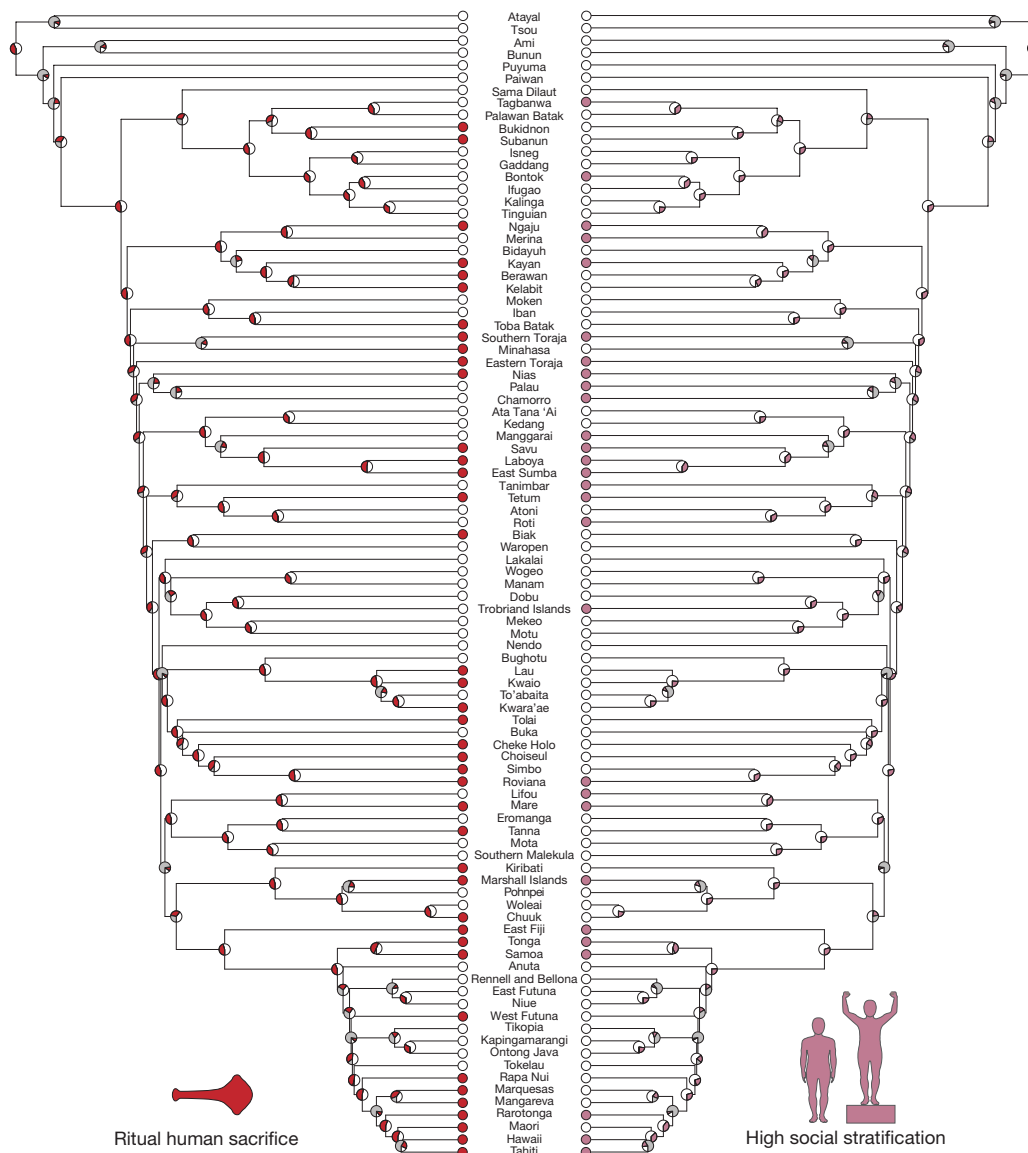 Atayal
Tsou
Ami
Bunun
Puyuma
Paiwan
Sama Dilaut
Tagbanwa
Palawan Batak
Bukidnon
Subanun
Isneg
Gaddang
Bontok
Ifugao
Kalinga
Tinguian
Ngaju
Merina
Bidayuh
Kayan
Berawan
Kelabit
Moken
Iban
Toba Batak
Southern Toraja
Minahasa
Eastern Toraja
Nias
Palau
Chamorro
Ata Tana ‘Ai
Kedang
Manggarai
Savu
Laboya
East Sumba
Tanimbar
Tetum
Atoni
Roti
Biak
Waropen
Lakalai
Wogeo
Manam
Dobu
Trobriand Islands
Mekeo
Motu
Nendo
Bughotu
Lau
Kwaio
To’abaita
Kwara’ae
Tolai
Buka
Cheke Holo
Choiseul
Simbo
Roviana
Lifou
Mare
Eromanga
Tanna
Mota
Southern Malekula
Kiribati
Marshall Islands
Pohnpei
Woleai
Chuuk
East Fiji
Tonga
Samoa
Anuta
Rennell and Bellona
East Futuna
Niue
West Futuna
Tikopia
Kapingamarangi
Ontong Java
Tokelau
Rapa Nui
Marquesas
Mangareva
Rarotonga
Maori
Hawaii
Tahiti
Ritual human sacrifice
High social stratification